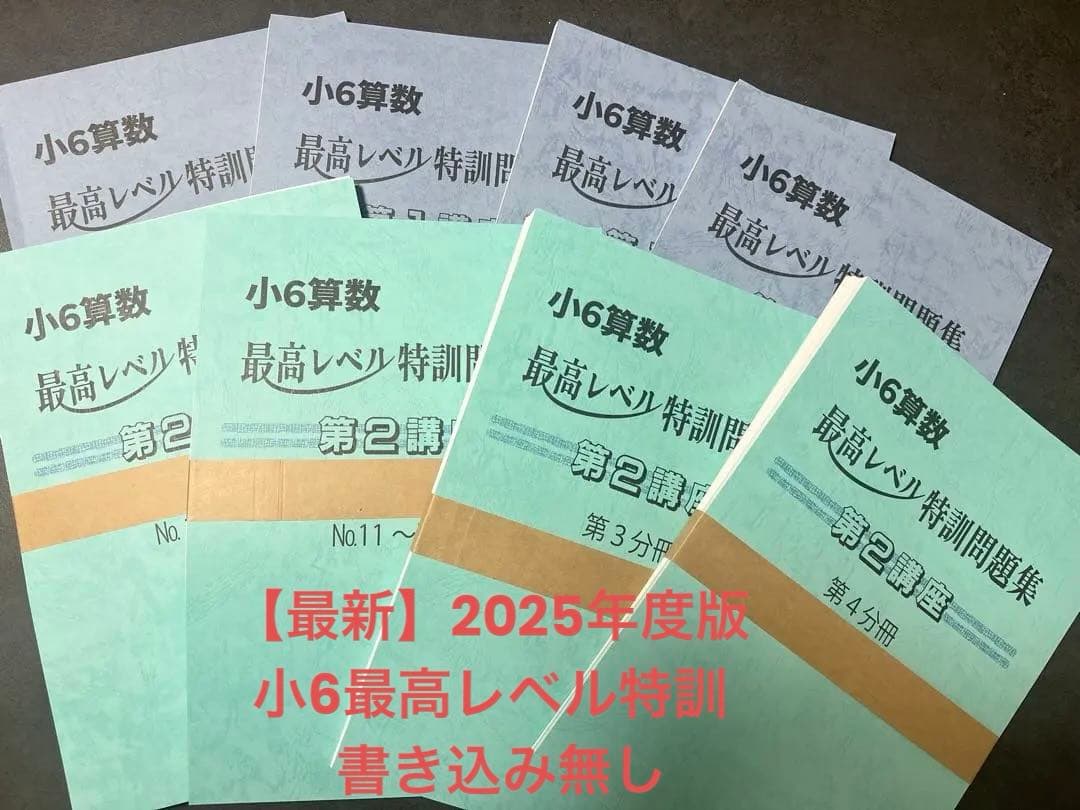 小6算数
最高レベル特訓
小6算数
最高レベル特訓問
第1講座
小6算数
最高レベル
第
小6算数
最高レベル特訓問題集
小6算数
最高レベル特
第2
No.
小6算数
最高レベル特訓問
第2講
No.11～
小6算数
最高レベル特訓問
第2講座
第3分冊
小6算数
最高レベル特訓問題集
第2講座
第4分冊
【最新】2025年度版
小6最高レベル特訓
書き込み無し